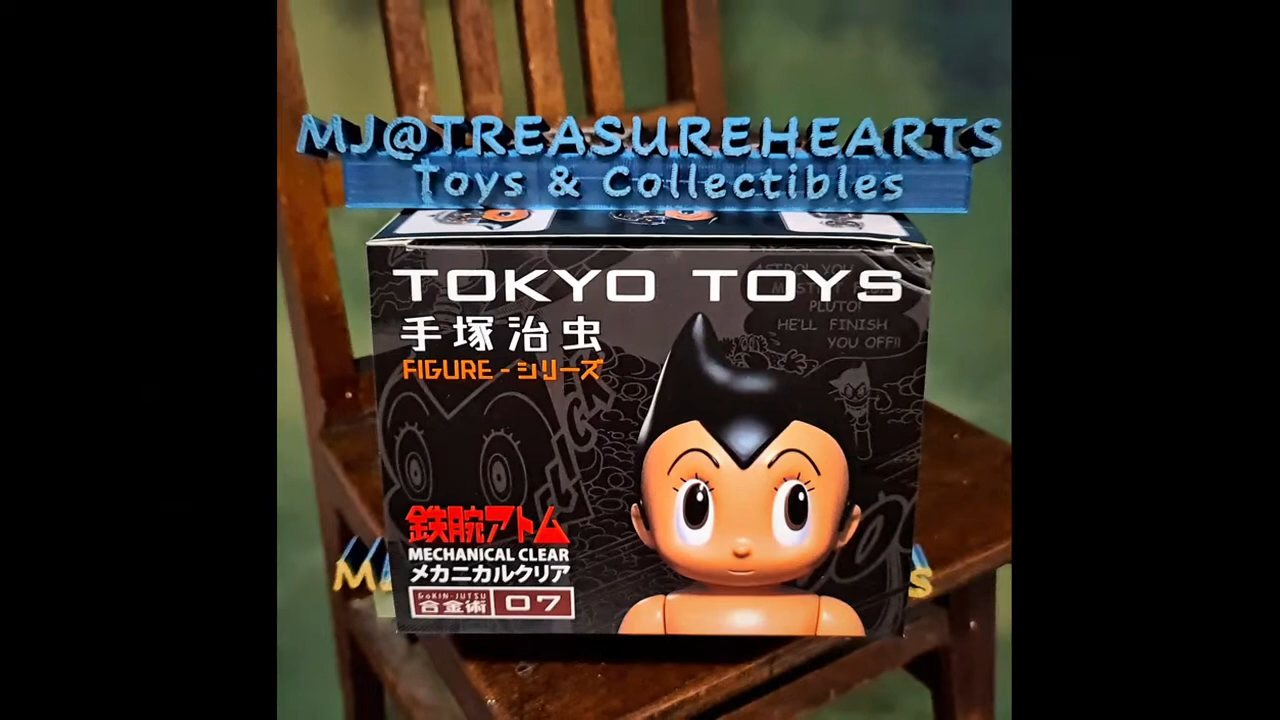 MJ@TREASUREHEARTS
Toys & Collectibles
TOKYO TOYS
手塚治虫
FIGURE - シリーズ
PLUTO!
HE'LL FINISH
YOU OFF!!
CLICK
鉄腕アトム
MECHANICAL CLEAR
メカニカルクリア
GOKIN-JUTSU
合金術 07